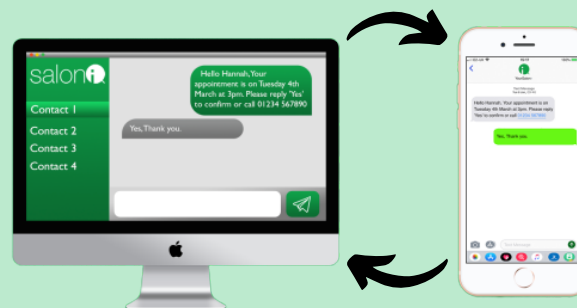 salon iQ
Contact 1
Contact 2
Contact 3
Contact 4
Hello Hannah, Your
appointment is on Tuesday 4th
March at 3pm. Please reply 'Yes'
to confirm or call 01234 567890
Yes, Thank you.
Hello Hannah, Your appointment is on
Tuesday 4th March at 3pm. Please reply
'Yes' to confirm or call 01234 567890
Yes, Thank you.
Text Message